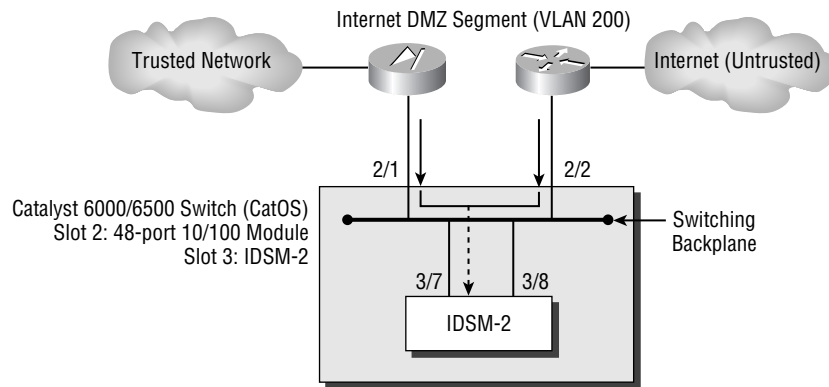 Internet DMZ Segment (VLAN 200)
Trusted Network
Internet (Untrusted)
2/1
2/2
Catalyst 6000/6500 Switch (CatOS)
Slot 2: 48-port 10/100 Module
Slot 3: IDSM-2
Switching
Backplane
3/7
3/8
IDSM-2